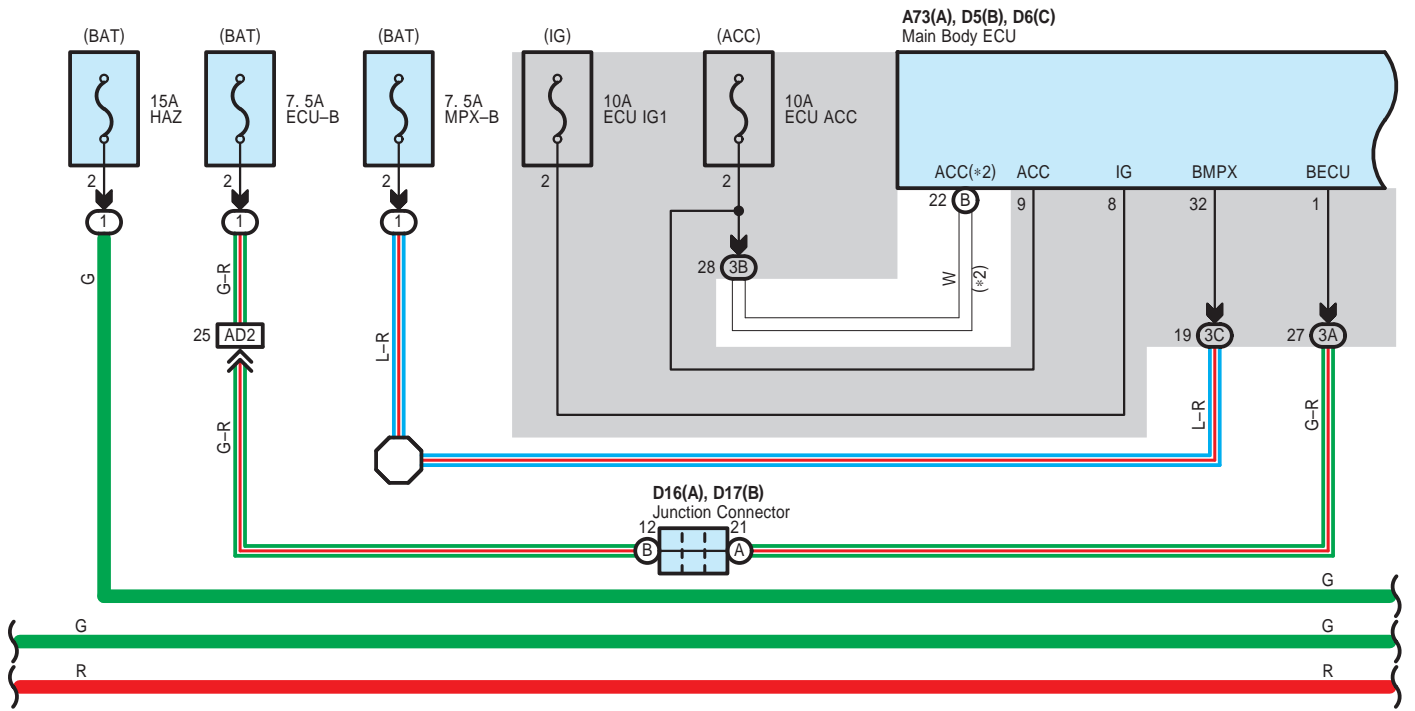 A73(A), D5(B), D6(C)
Main Body ECU
(BAT) (BAT) (BAT) (IG) (ACC)
15A
HAZ
7. 5A
ECU–B
7. 5A
MPX–B
10A
ECU IG1
10A
ECU ACC
2 2 2 2 2
ACC(∗2) ACC IG BMPX BECU
22 B 9 8 32 1
1 1 1
28 3B
G
G–R
W
(∗2)
25 AD2
L–R
19 3C
27 3A
G–R
L–R
G–R
D16(A), D17(B)
Junction Connector
12 21
B A
G
G G
R R